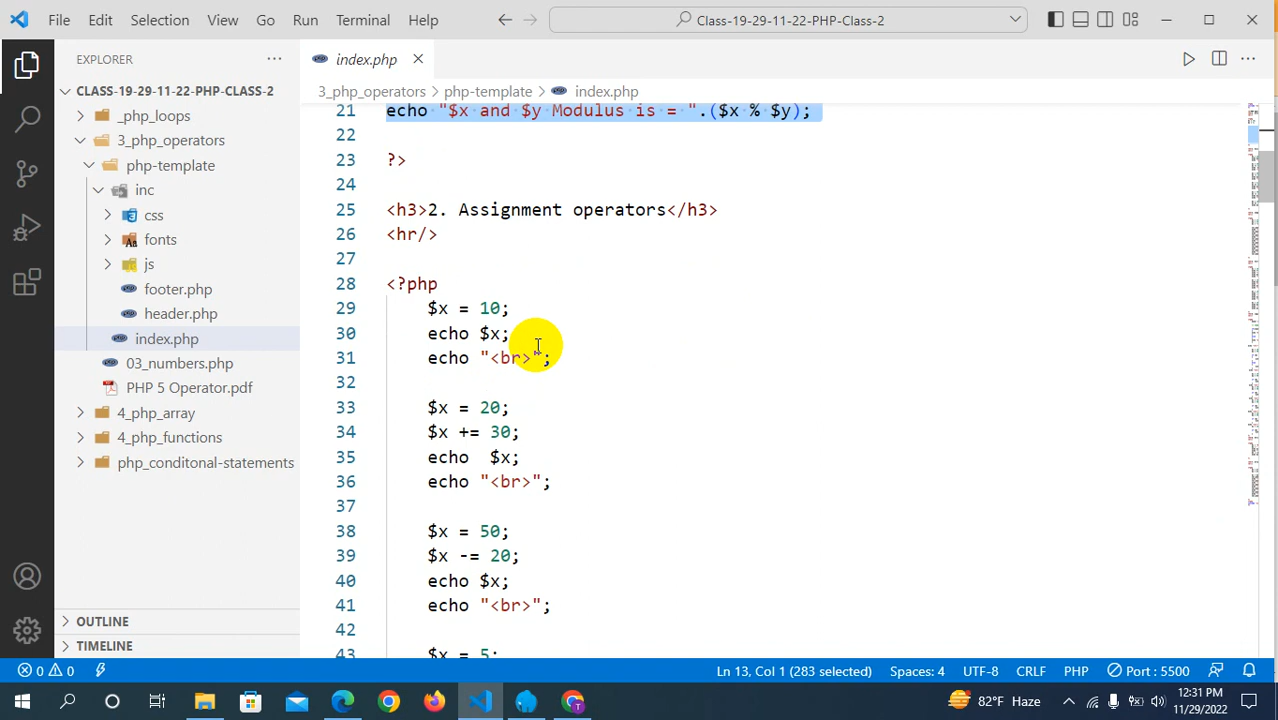 File Edit Selection View Go Run Terminal Help
Class-19-29-11-22-PHP-Class-2
EXPLORER
index.php
CLASS-19-29-11-22-PHP-CLASS-2
3_php_operators > php-template > index.php
_php_loops
3_php_operators
php-template
inc
css
fonts
js
footer.php
header.php
index.php
03_numbers.php
PHP 5 Operator.pdf
4_php_array
4_php_functions
php_conditonal-statements
OUTLINE
TIMELINE
21 echo "$x and $y Modulus is = ".($x % $y);
22
23 ?>
24
25 <h3>2. Assignment operators</h3>
26 <hr/>
27
28 <?php
29 $x = 10;
30 echo $x;
31 echo "<br>";
32
33 $x = 20;
34 $x += 30;
35 echo  $x;
36 echo "<br>";
37
38 $x = 50;
39 $x -= 20;
40 echo $x;
41 echo "<br>";
42
43 $x = 5;
0 0 Ln 13, Col 1 (283 selected) Spaces: 4 UTF-8 CRLF PHP Port : 5500
82°F Haze
12:31 PM
11/29/2022